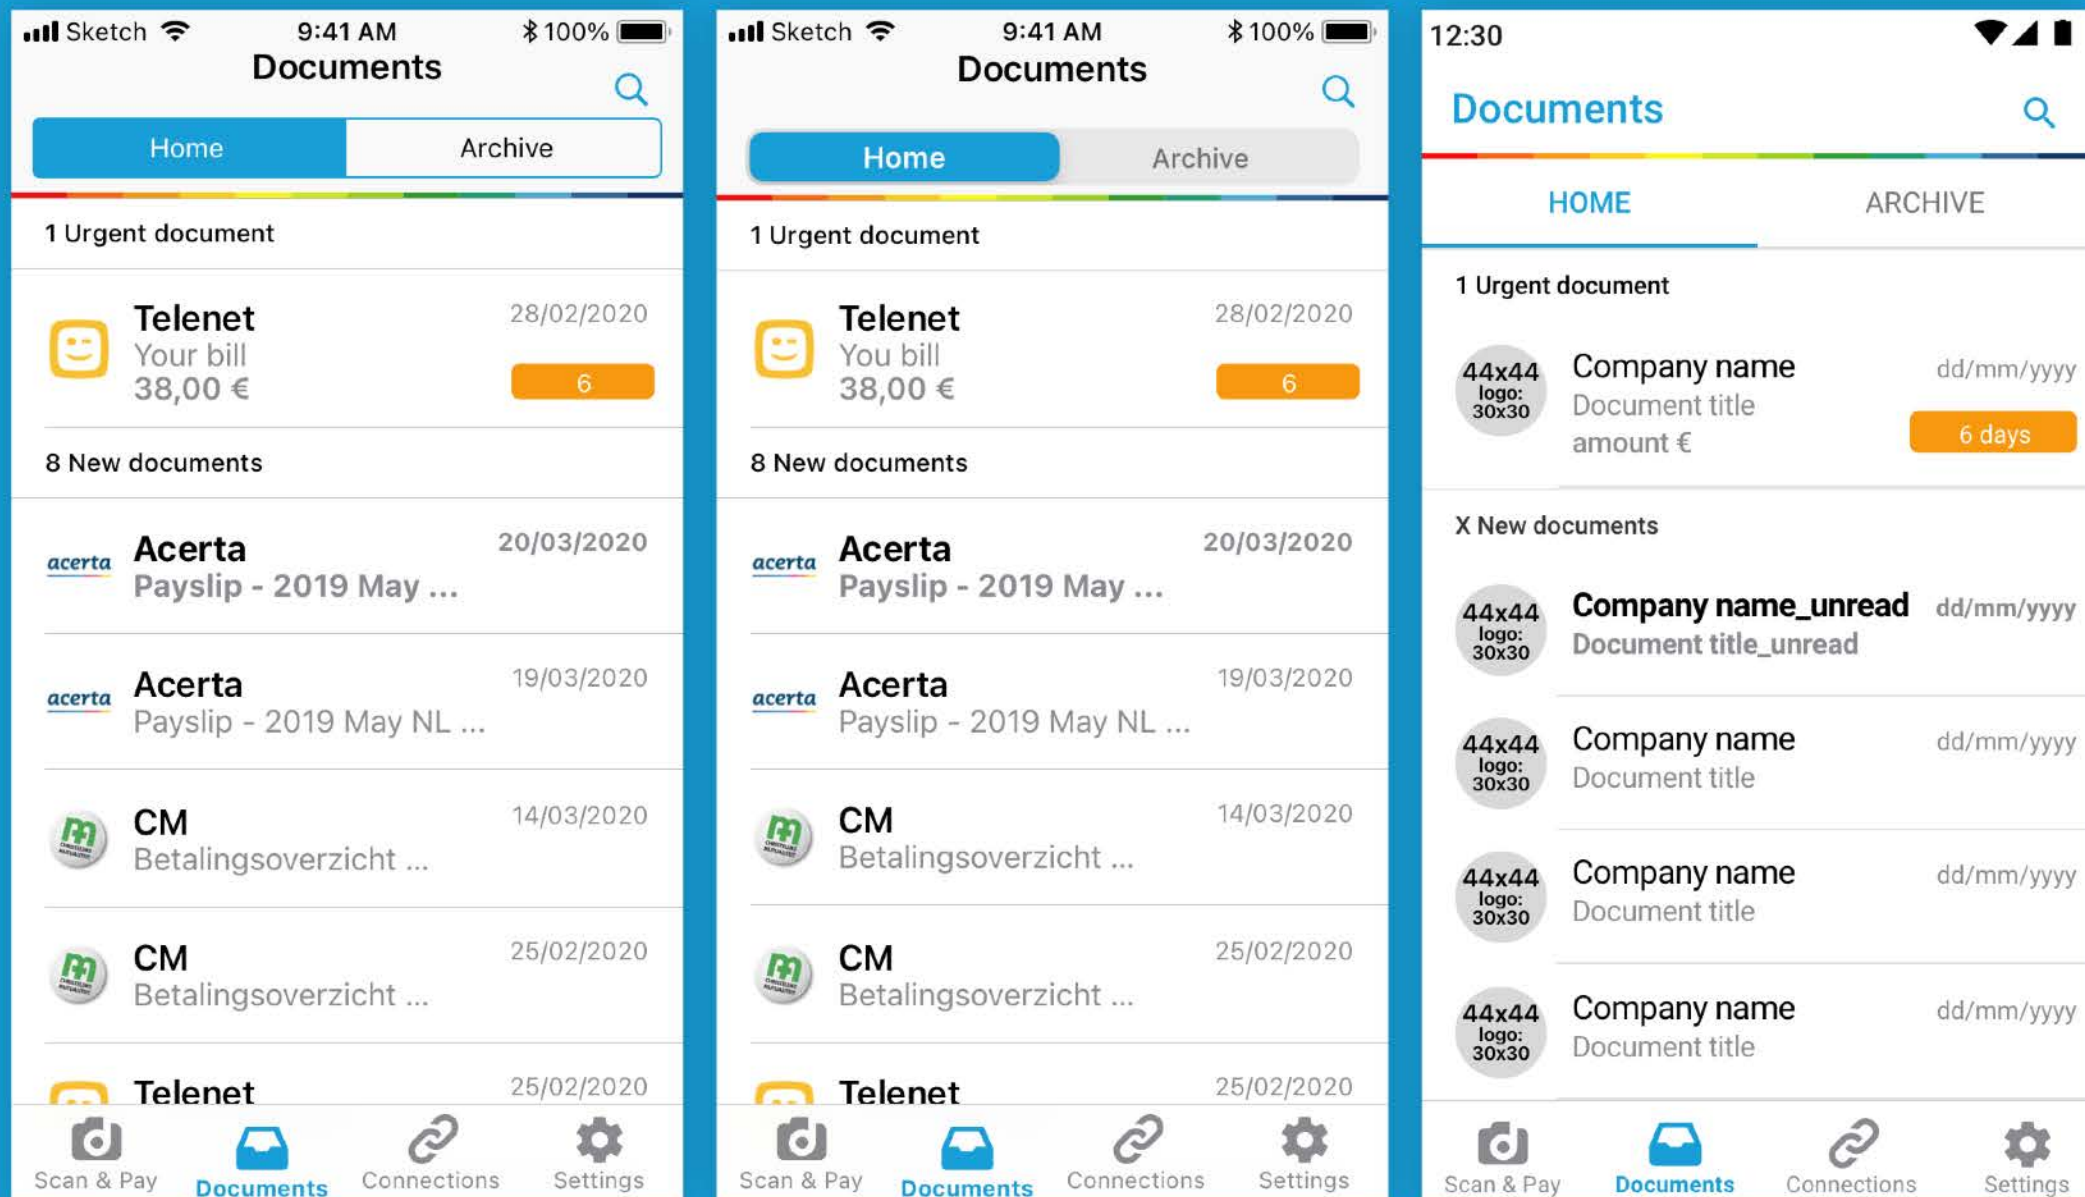 Sketch 9:41 AM 100%
Documents
Home Archive
1 Urgent document
Telenet 28/02/2020
Your bill
38,00 € 6
8 New documents
acerta Acerta 20/03/2020
Payslip - 2019 May ...
acerta Acerta 19/03/2020
Payslip - 2019 May NL ...
CM 14/03/2020
Betalingsoverzicht ...
CM 25/02/2020
Betalingsoverzicht ...
Telenet 25/02/2020
Scan & Pay Documents Connections Settings
Sketch 9:41 AM 100%
Documents
Home Archive
1 Urgent document
Telenet 28/02/2020
You bill
38,00 € 6
8 New documents
acerta Acerta 20/03/2020
Payslip - 2019 May ...
acerta Acerta 19/03/2020
Payslip - 2019 May NL ...
CM 14/03/2020
Betalingsoverzicht ...
CM 25/02/2020
Betalingsoverzicht ...
Telenet 25/02/2020
Scan & Pay Documents Connections Settings
12:30
Documents
HOME ARCHIVE
1 Urgent document
44x44
logo:
30x30
Company name dd/mm/yyyy
Document title
amount € 6 days
X New documents
44x44
logo:
30x30
Company name_unread dd/mm/yyyy
Document title_unread
44x44
logo:
30x30
Company name dd/mm/yyyy
Document title
44x44
logo:
30x30
Company name dd/mm/yyyy
Document title
44x44
logo:
30x30
Company name dd/mm/yyyy
Document title
Scan & Pay Documents Connections Settings